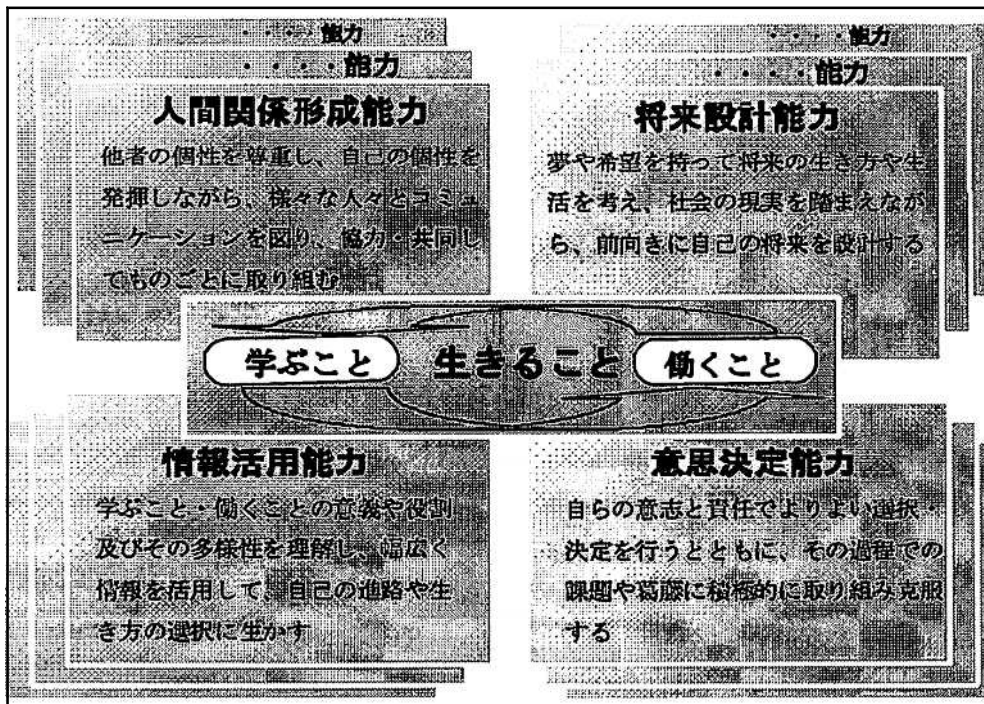 ・・・・能力
・・・・能力
人間関係形成能力
他者の個性を尊重し、自己の個性を
発揮しながら、様々な人々とコミュ
ニケーションを図り、協力・共同し
てものごとに取り組む
・・・・能力
・・・・能力
将来設計能力
夢や希望を持って将来の生き方や生
活を考え、社会の現実を踏まえなが
ら、前向きに自己の将来を設計する
学ぶこと
生きること
働くこと
情報活用能力
学ぶこと・働くことの意義や役割
及びその多様性を理解し、幅広く
情報を活用して、自己の進路や生
き方の選択に生かす
意思決定能力
自らの意志と責任でよりよい選択・
決定を行うとともに、その過程での
課題や葛藤に積極的に取り組み克服
する